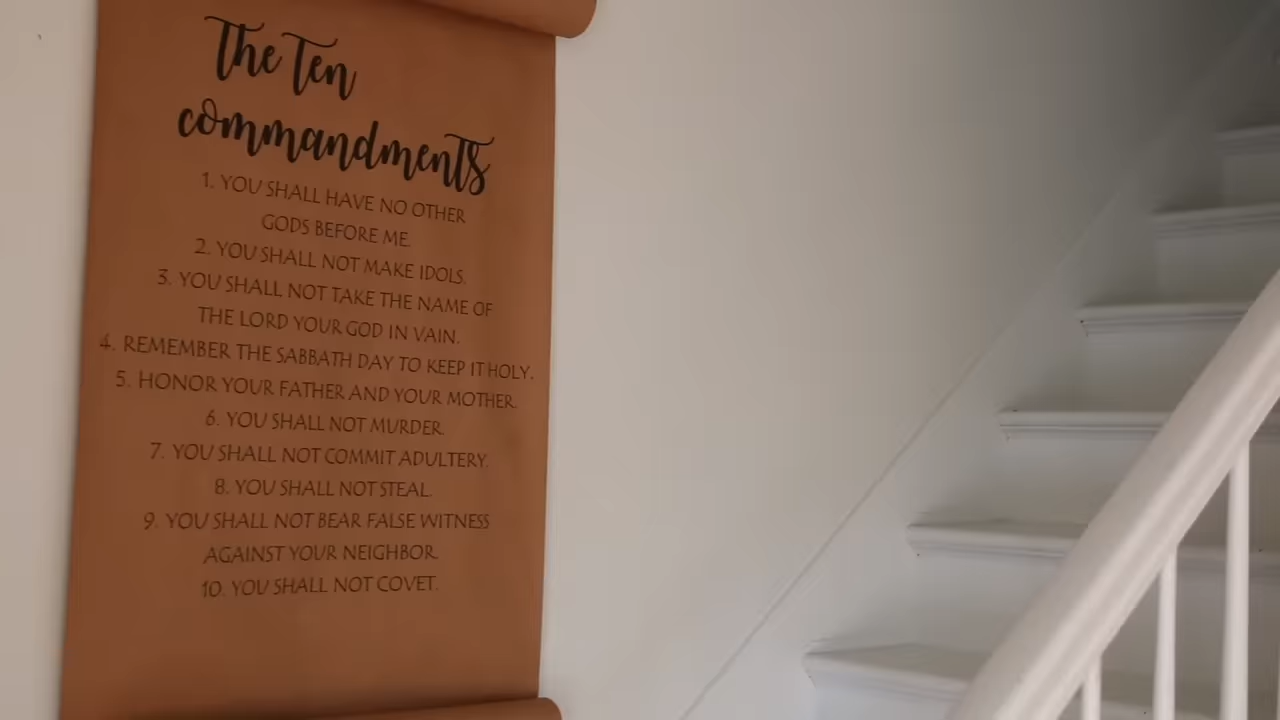 The Ten
commandments
1. YOU SHALL HAVE NO OTHER
GODS BEFORE ME.
2. YOU SHALL NOT MAKE IDOLS.
3. YOU SHALL NOT TAKE THE NAME OF
THE LORD YOUR GOD IN VAIN.
4. REMEMBER THE SABBATH DAY TO KEEP IT HOLY.
5. HONOR YOUR FATHER AND YOUR MOTHER.
6. YOU SHALL NOT MURDER.
7. YOU SHALL NOT COMMIT ADULTERY.
8. YOU SHALL NOT STEAL.
9. YOU SHALL NOT BEAR FALSE WITNESS
AGAINST YOUR NEIGHBOR.
10. YOU SHALL NOT COVET.